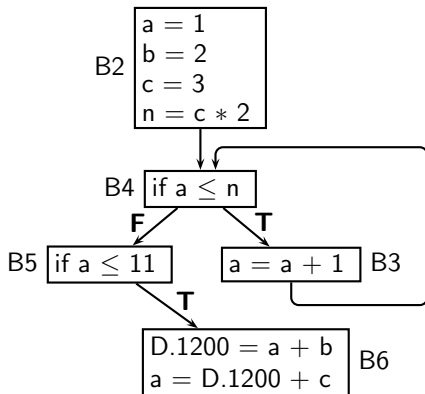 B2
a = 1
b = 2
c = 3
n = c ∗ 2
B4
if a ≤ n
F
T
B5
if a ≤ 11
a = a + 1
B3
T
D.1200 = a + b
a = D.1200 + c
B6